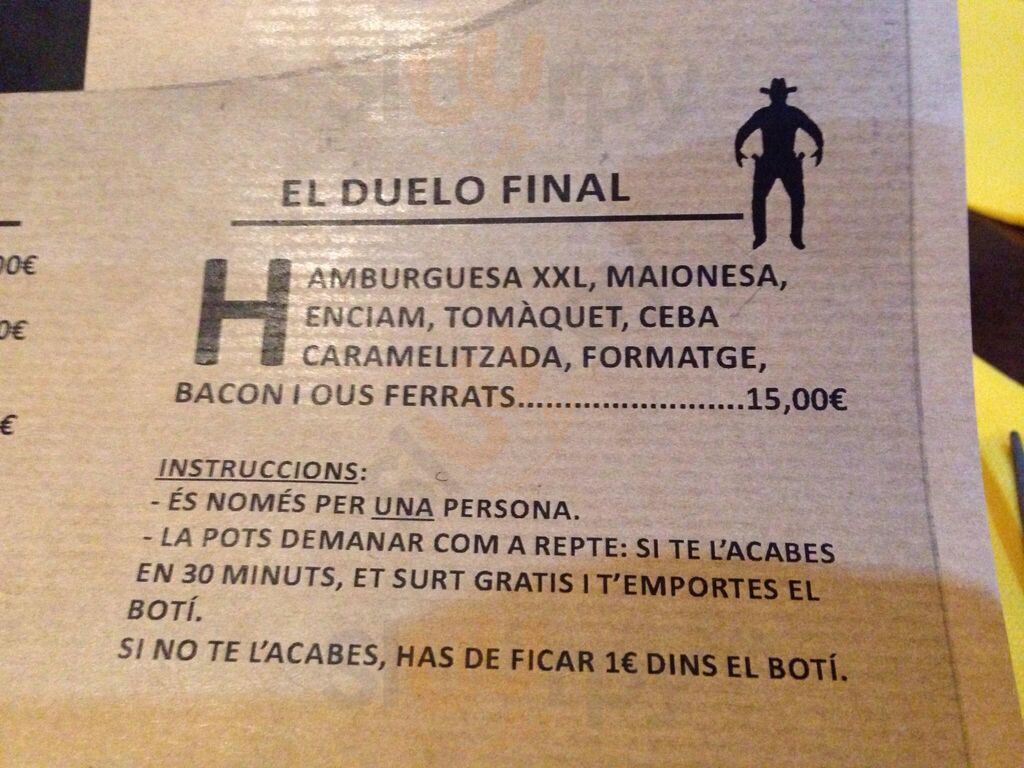 EL DUELO FINAL
HAMBURGUESA XXL, MAIONESA,
ENCIAM, TOMÀQUET, CEBA
CARAMELITZADA, FORMATGE,
BACON I OUS FERRATS........................15,00€
INSTRUCCIONS:
- ÉS NOMÉS PER UNA PERSONA.
- LA POTS DEMANAR COM A REPTE: SI TE L'ACABES
EN 30 MINUTS, ET SURT GRATIS I T'EMPORTES EL
BOTÍ.
SI NO TE L'ACABES, HAS DE FICAR 1€ DINS EL BOTÍ.